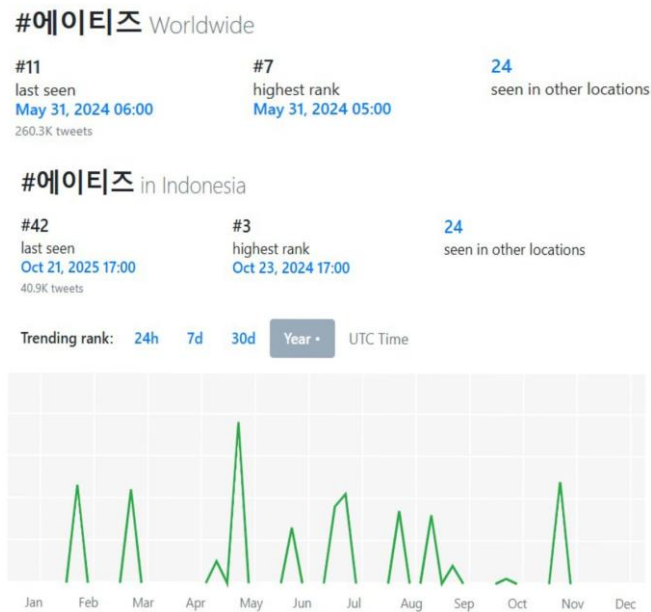 #에이티즈 Worldwide
#11 #7 24
last seen highest rank seen in other locations
May 31, 2024 06:00 May 31, 2024 05:00
260.3K tweets
#에이티즈 in Indonesia
#42 #3 24
last seen highest rank seen in other locations
Oct 21, 2025 17:00 Oct 23, 2024 17:00
40.9K tweets
Trending rank: 24h 7d 30d Year • UTC Time
Jan Feb Mar Apr May Jun Jul Aug Sep Oct Nov Dec